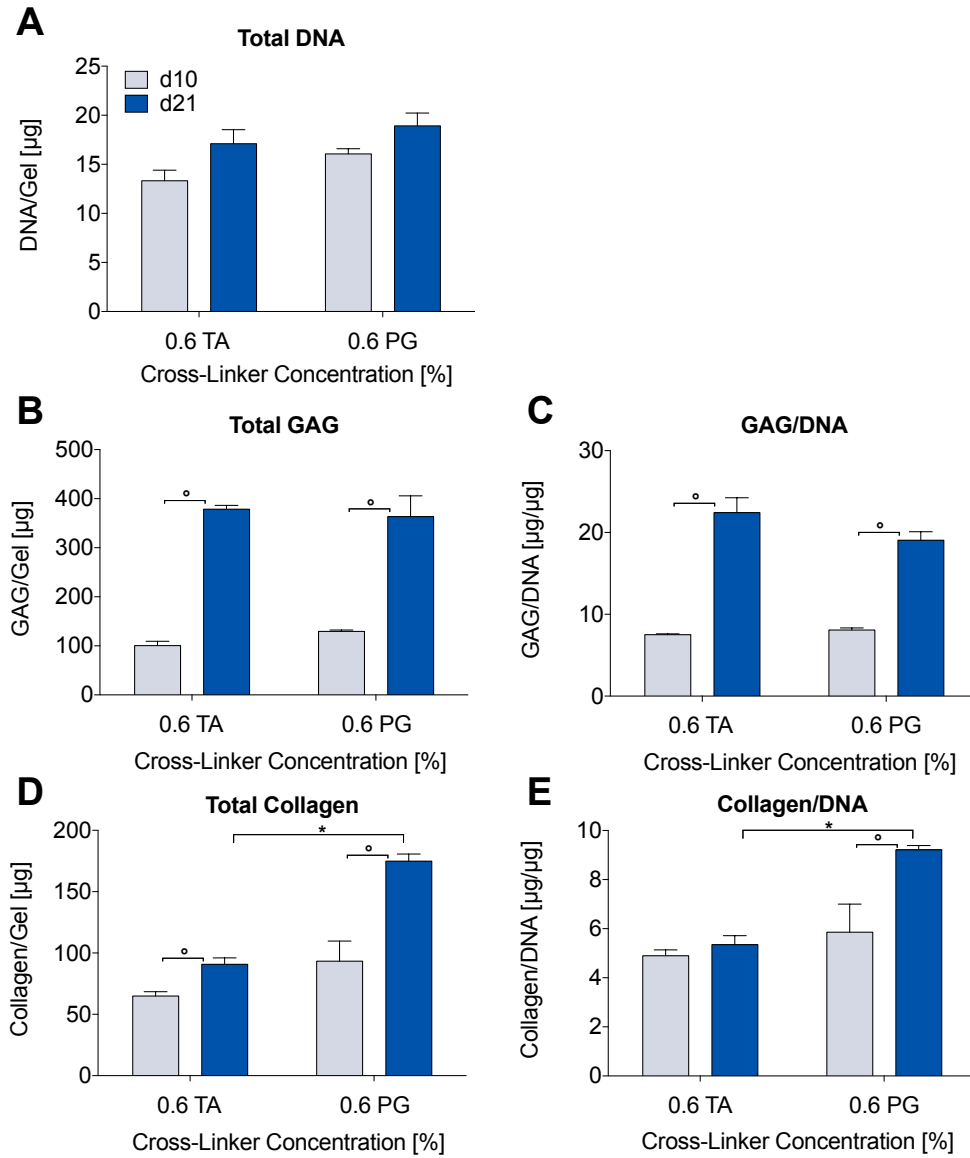 A
Total DNA
DNA/Gel [µg]
25
20
15
10
5
0
d10
d21
0.6 TA
0.6 PG
Cross-Linker Concentration [%]
B
Total GAG
GAG/Gel [µg]
500
400
300
200
100
0
°
°
0.6 TA
0.6 PG
Cross-Linker Concentration [%]
C
GAG/DNA
GAG/DNA [µg/µg]
30
20
10
0
°
°
0.6 TA
0.6 PG
Cross-Linker Concentration [%]
D
Total Collagen
Collagen/Gel [µg]
200
150
100
50
0
*
°
°
0.6 TA
0.6 PG
Cross-Linker Concentration [%]
E
Collagen/DNA
Collagen/DNA [µg/µg]
10
8
6
4
2
0
*
°
0.6 TA
0.6 PG
Cross-Linker Concentration [%]